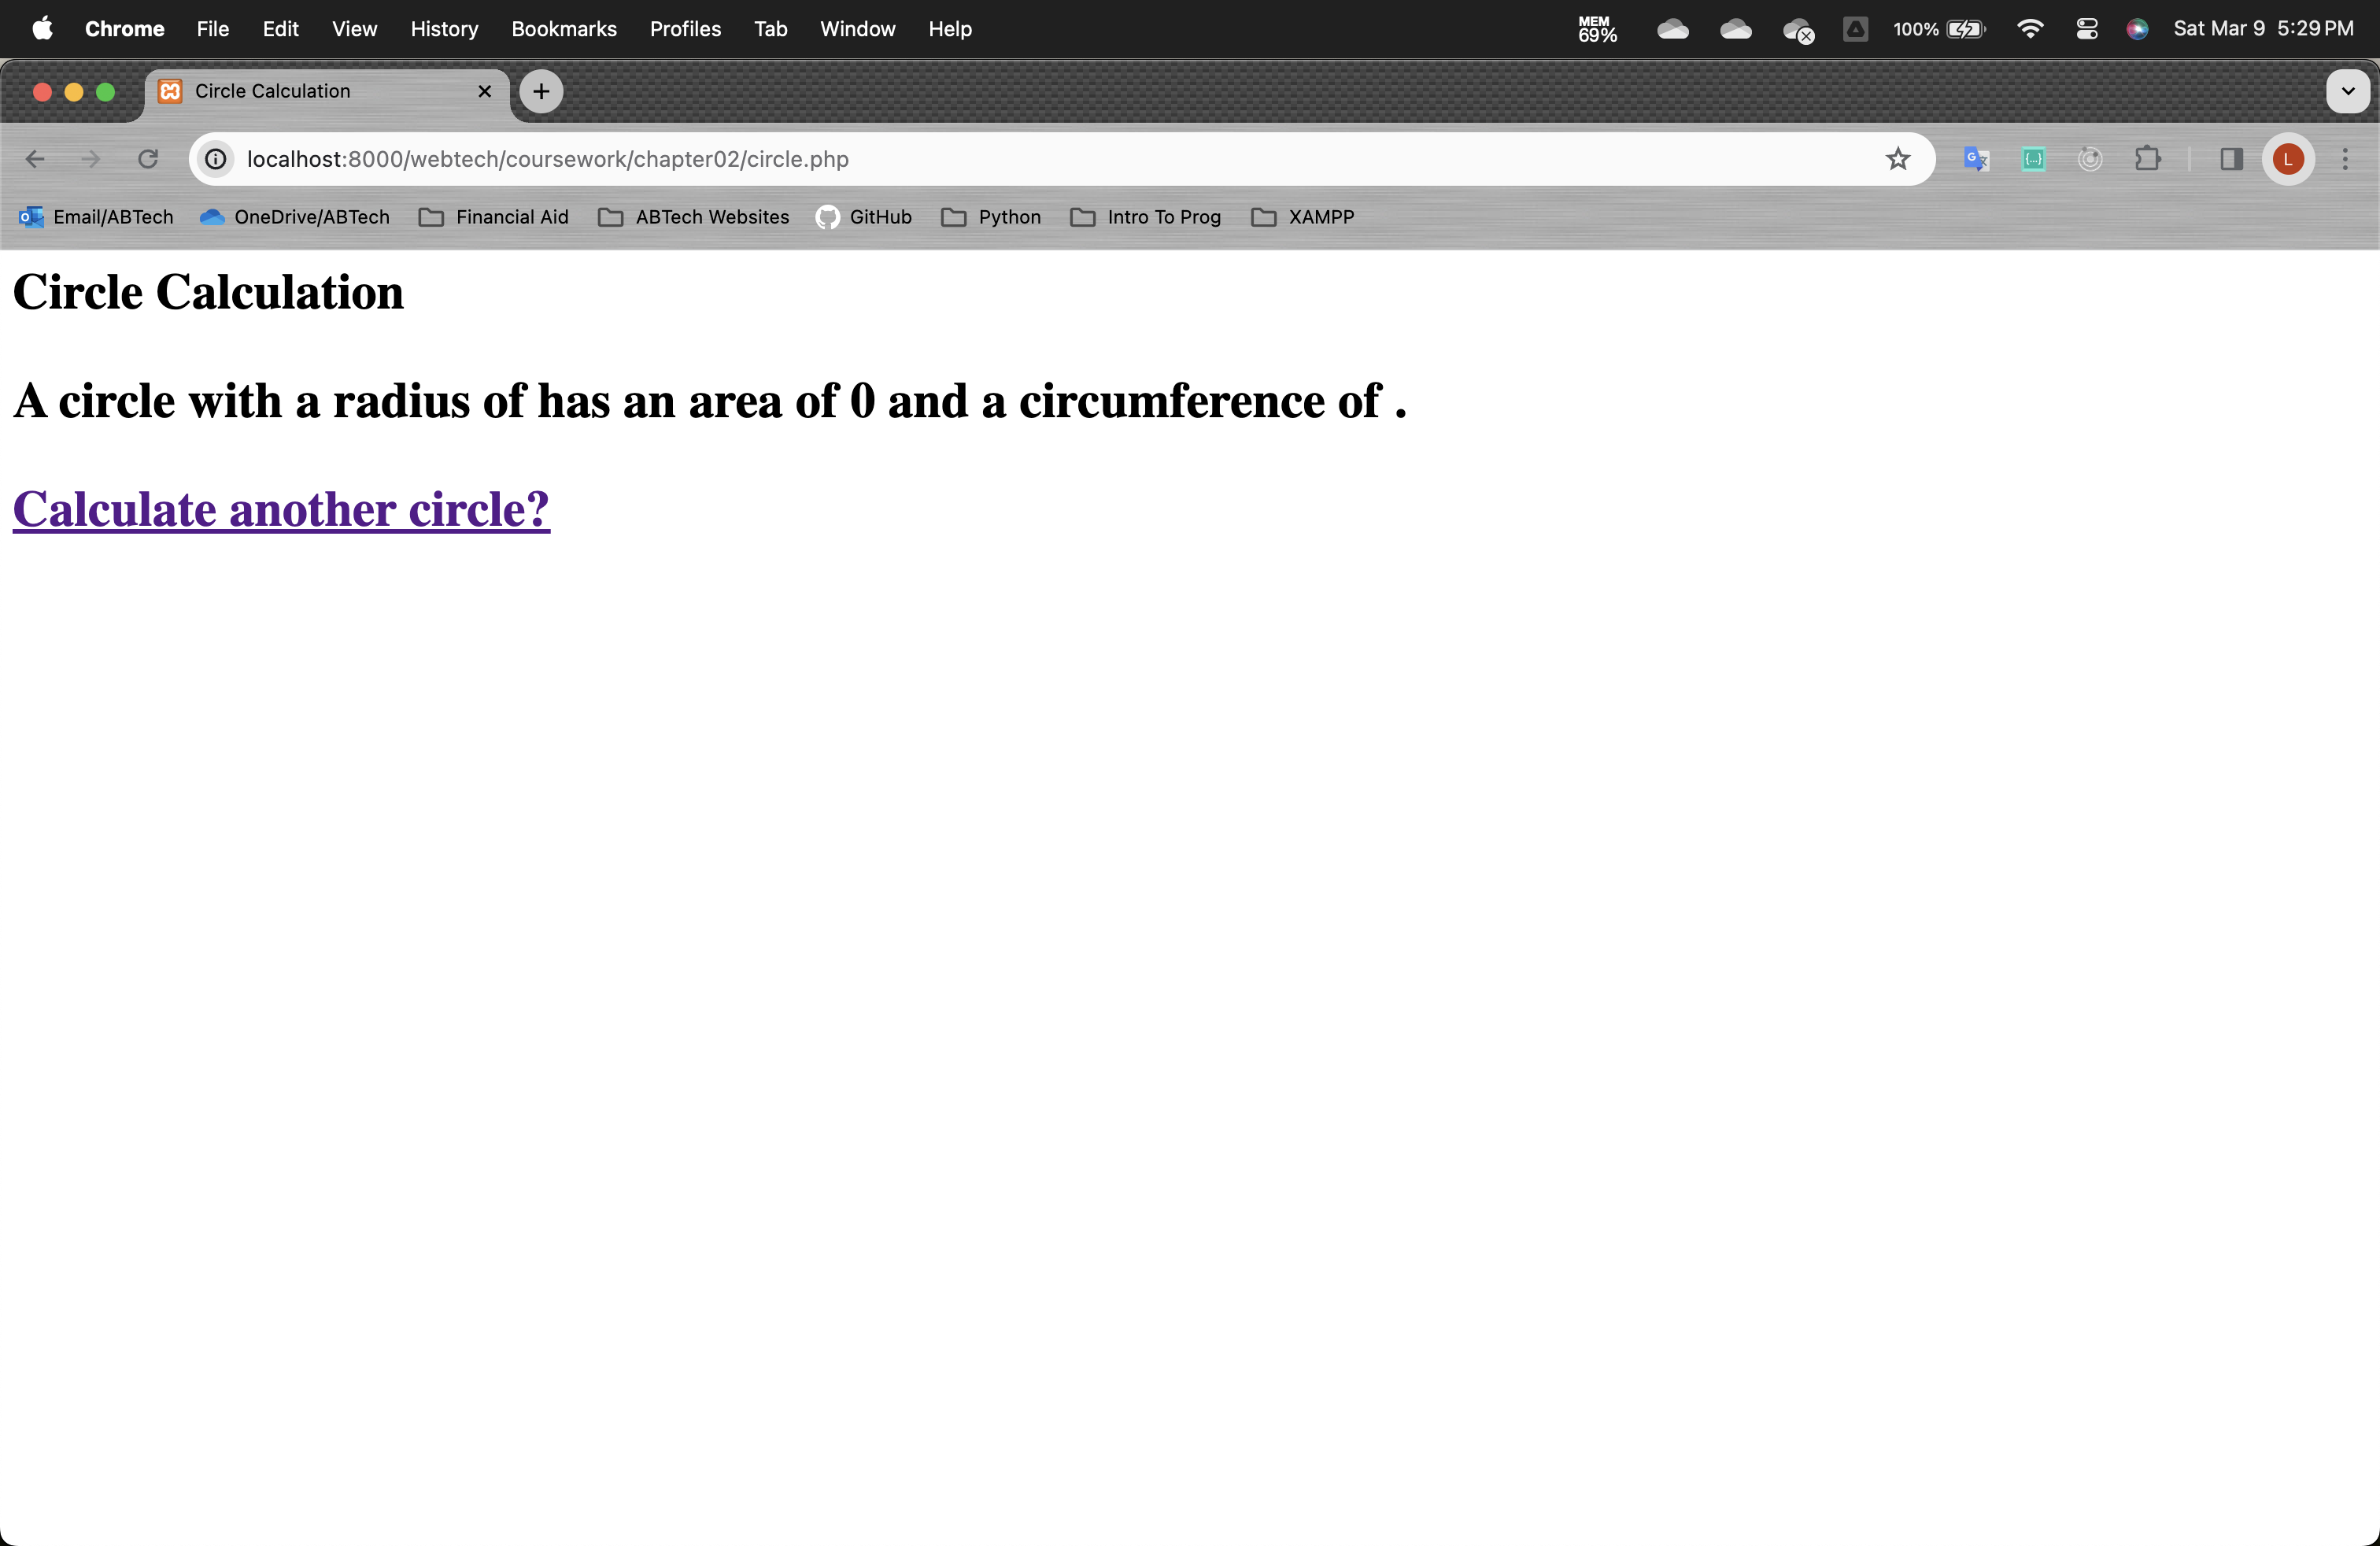 Chrome File Edit View History Bookmarks Profiles Tab Window Help MEM 69% 100% Sat Mar 9 5:29 PM
Circle Calculation
localhost:8000/webtech/coursework/chapter02/circle.php L
Email/ABTech OneDrive/ABTech Financial Aid ABTech Websites GitHub Python Intro To Prog XAMPP
Circle Calculation
A circle with a radius of has an area of 0 and a circumference of .
Calculate another circle?